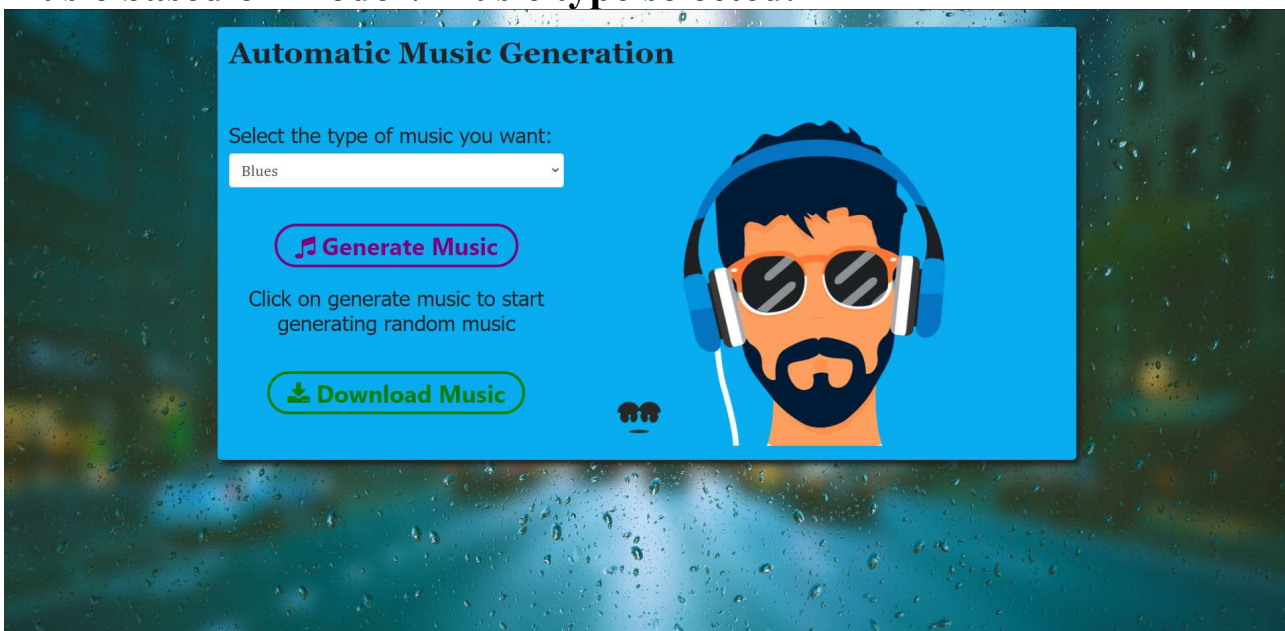 Automatic Music Generation
Select the type of music you want:
Blues
Generate Music
Click on generate music to start
generating random music
Download Music